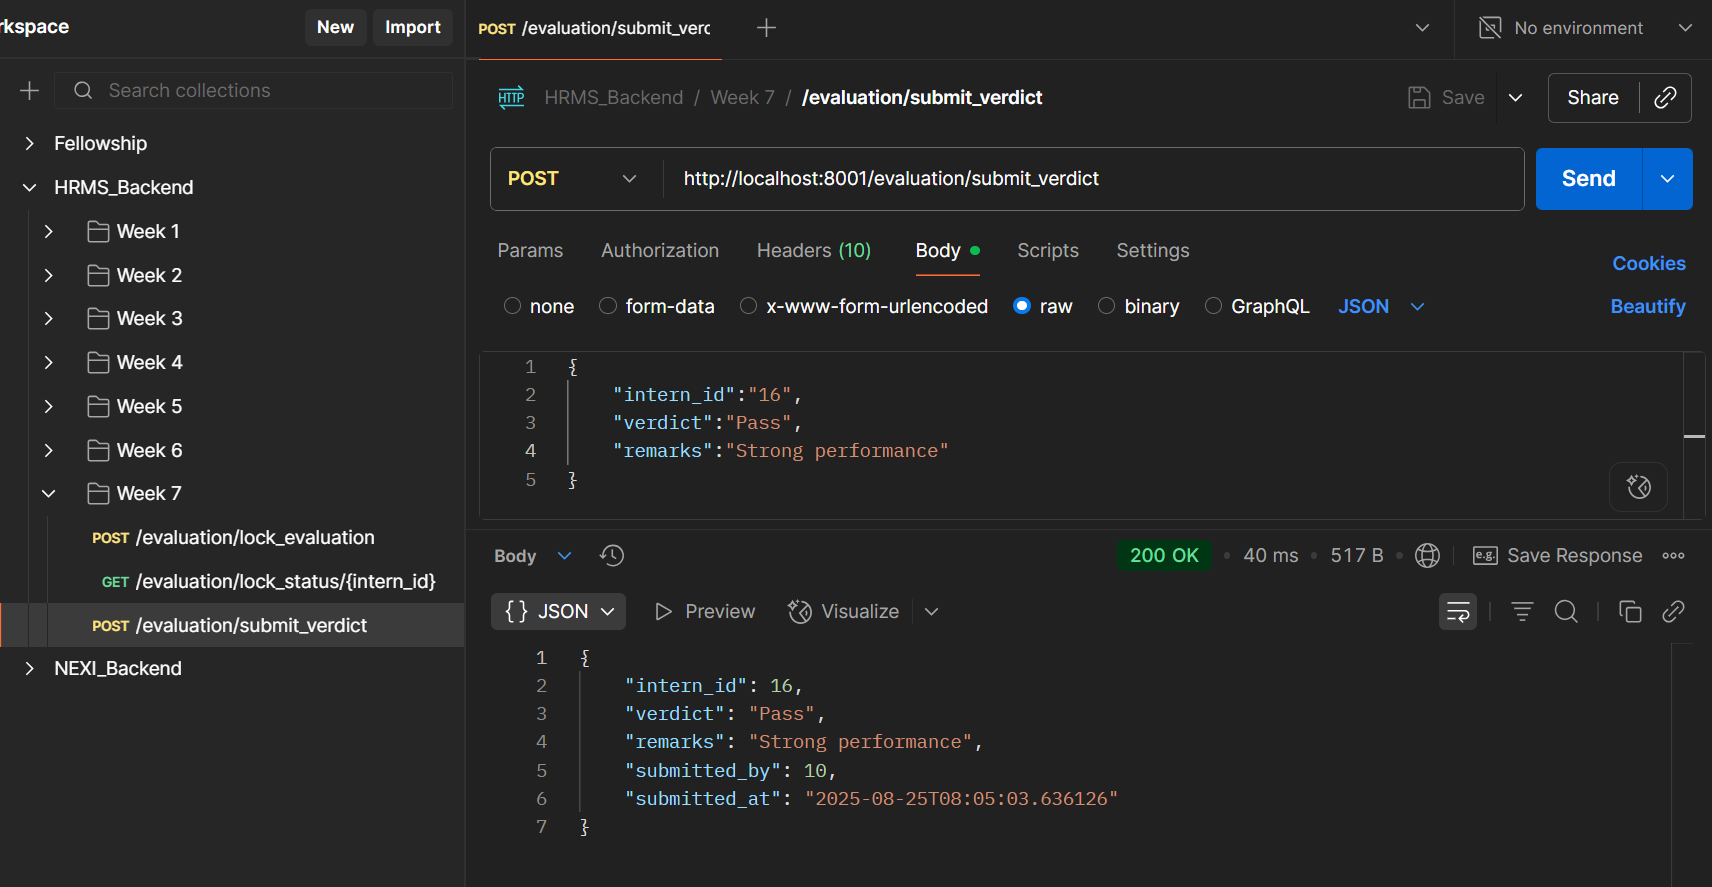 rkspace
New
Import
Search collections
Fellowship
HRMS_Backend
Week 1
Week 2
Week 3
Week 4
Week 5
Week 6
Week 7
POST /evaluation/lock_evaluation
GET /evaluation/lock_status/{intern_id}
POST /evaluation/submit_verdict
NEXI_Backend
POST /evaluation/submit_verc
No environment
HTTP HRMS_Backend / Week 7 / /evaluation/submit_verdict
Save
Share
POST http://localhost:8001/evaluation/submit_verdict
Send
Params Authorization Headers (10) Body Scripts Settings
Cookies
none form-data x-www-form-urlencoded raw binary GraphQL JSON
Beautify
1 {
2 "intern_id":"16",
3 "verdict":"Pass",
4 "remarks":"Strong performance"
5 }
Body
200 OK • 40 ms • 517 B
e.g. Save Response
{} JSON Preview Visualize
1 {
2 "intern_id": 16,
3 "verdict": "Pass",
4 "remarks": "Strong performance",
5 "submitted_by": 10,
6 "submitted_at": "2025-08-25T08:05:03.636126"
7 }